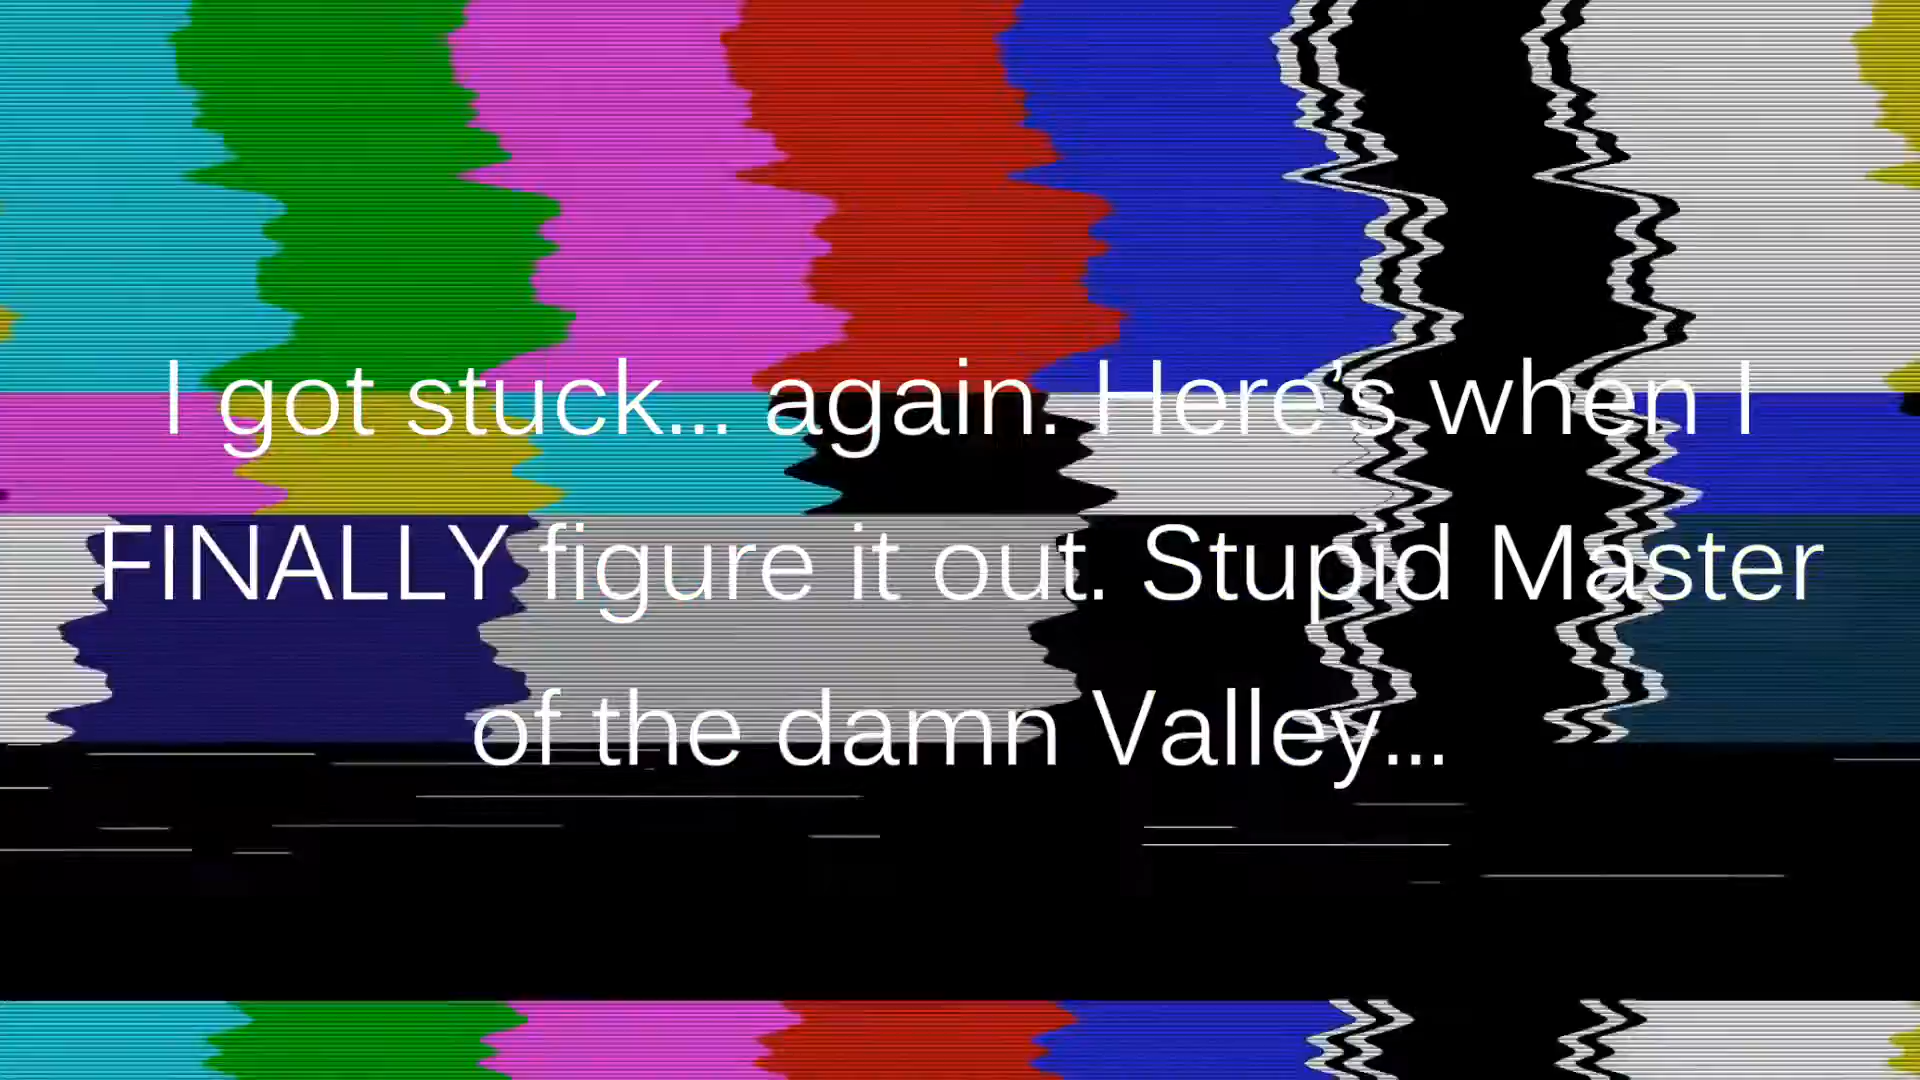 I got stuck... again. Here's when I
FINALLY figure it out. Stupid Master
of the damn Valley...